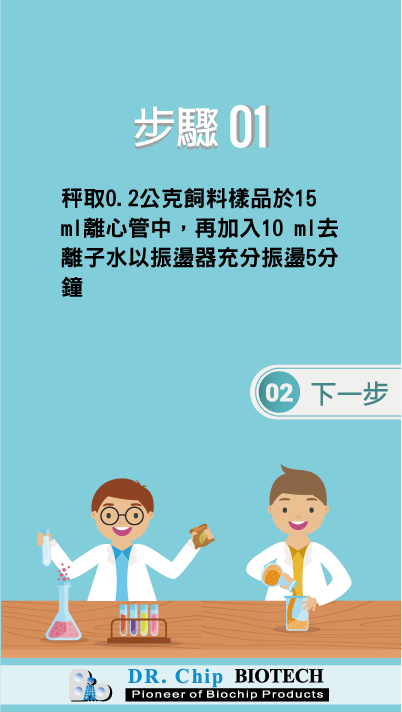 步驟 01
秤取0.2公克飼料樣品於15
ml離心管中，再加入10 ml去
離子水以振盪器充分振盪5分
鐘
02 下一步
DR. Chip BIOTECH
Pioneer of Biochip Products